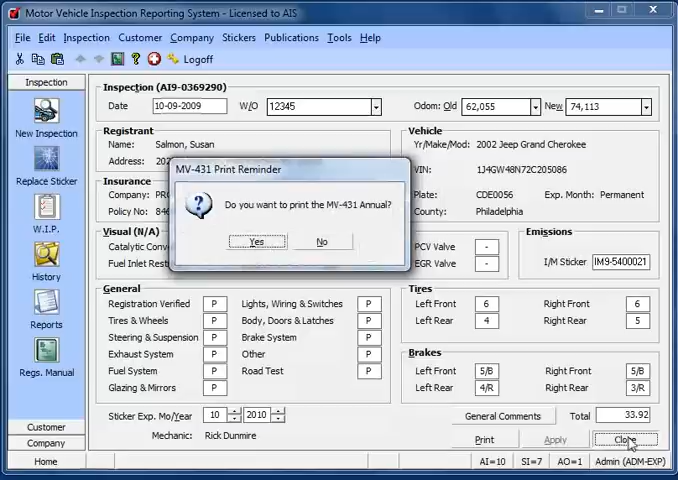 Motor Vehicle Inspection Reporting System - Licensed to AIS
File Edit Inspection Customer Company Stickers Publications Tools Help
Logoff
Inspection
New Inspection
Replace Sticker
W.I.P.
History
Reports
Regs. Manual
Customer
Company
Inspection (AI9-0369290)
Date 10-09-2009 W/O 12345 Odom: Old 62,055 New 74,113
Registrant
Name: Salmon, Susan
Address: 202
Vehicle
Yr/Make/Mod: 2002 Jeep Grand Cherokee
VIN: 1J4GW48N72C205086
Plate: CDE0056 Exp. Month: Permanent
County: Philadelphia
Insurance
Company: PRO
Policy No: 846
MV-431 Print Reminder
Do you want to print the MV-431 Annual?
Yes No
Visual (N/A)
Catalytic Conv
Fuel Inlet Rest
PCV Valve -
EGR Valve -
Emissions
I/M Sticker IM9-5400021
General
Registration Verified P Lights, Wiring & Switches P
Tires & Wheels P Body, Doors & Latches P
Steering & Suspension P Brake System P
Exhaust System P Other P
Fuel System P Road Test P
Glazing & Mirrors P
Tires
Left Front 6 Right Front 6
Left Rear 4 Right Rear 5
Brakes
Left Front 5/B Right Front 5/B
Left Rear 4/R Right Rear 3/R
Sticker Exp. Mo/Year 10 2010 General Comments Total 33.92
Mechanic: Rick Dunmire Print Apply Close
Home AI=10 SI=7 AO=1 Admin (ADM-EXP)